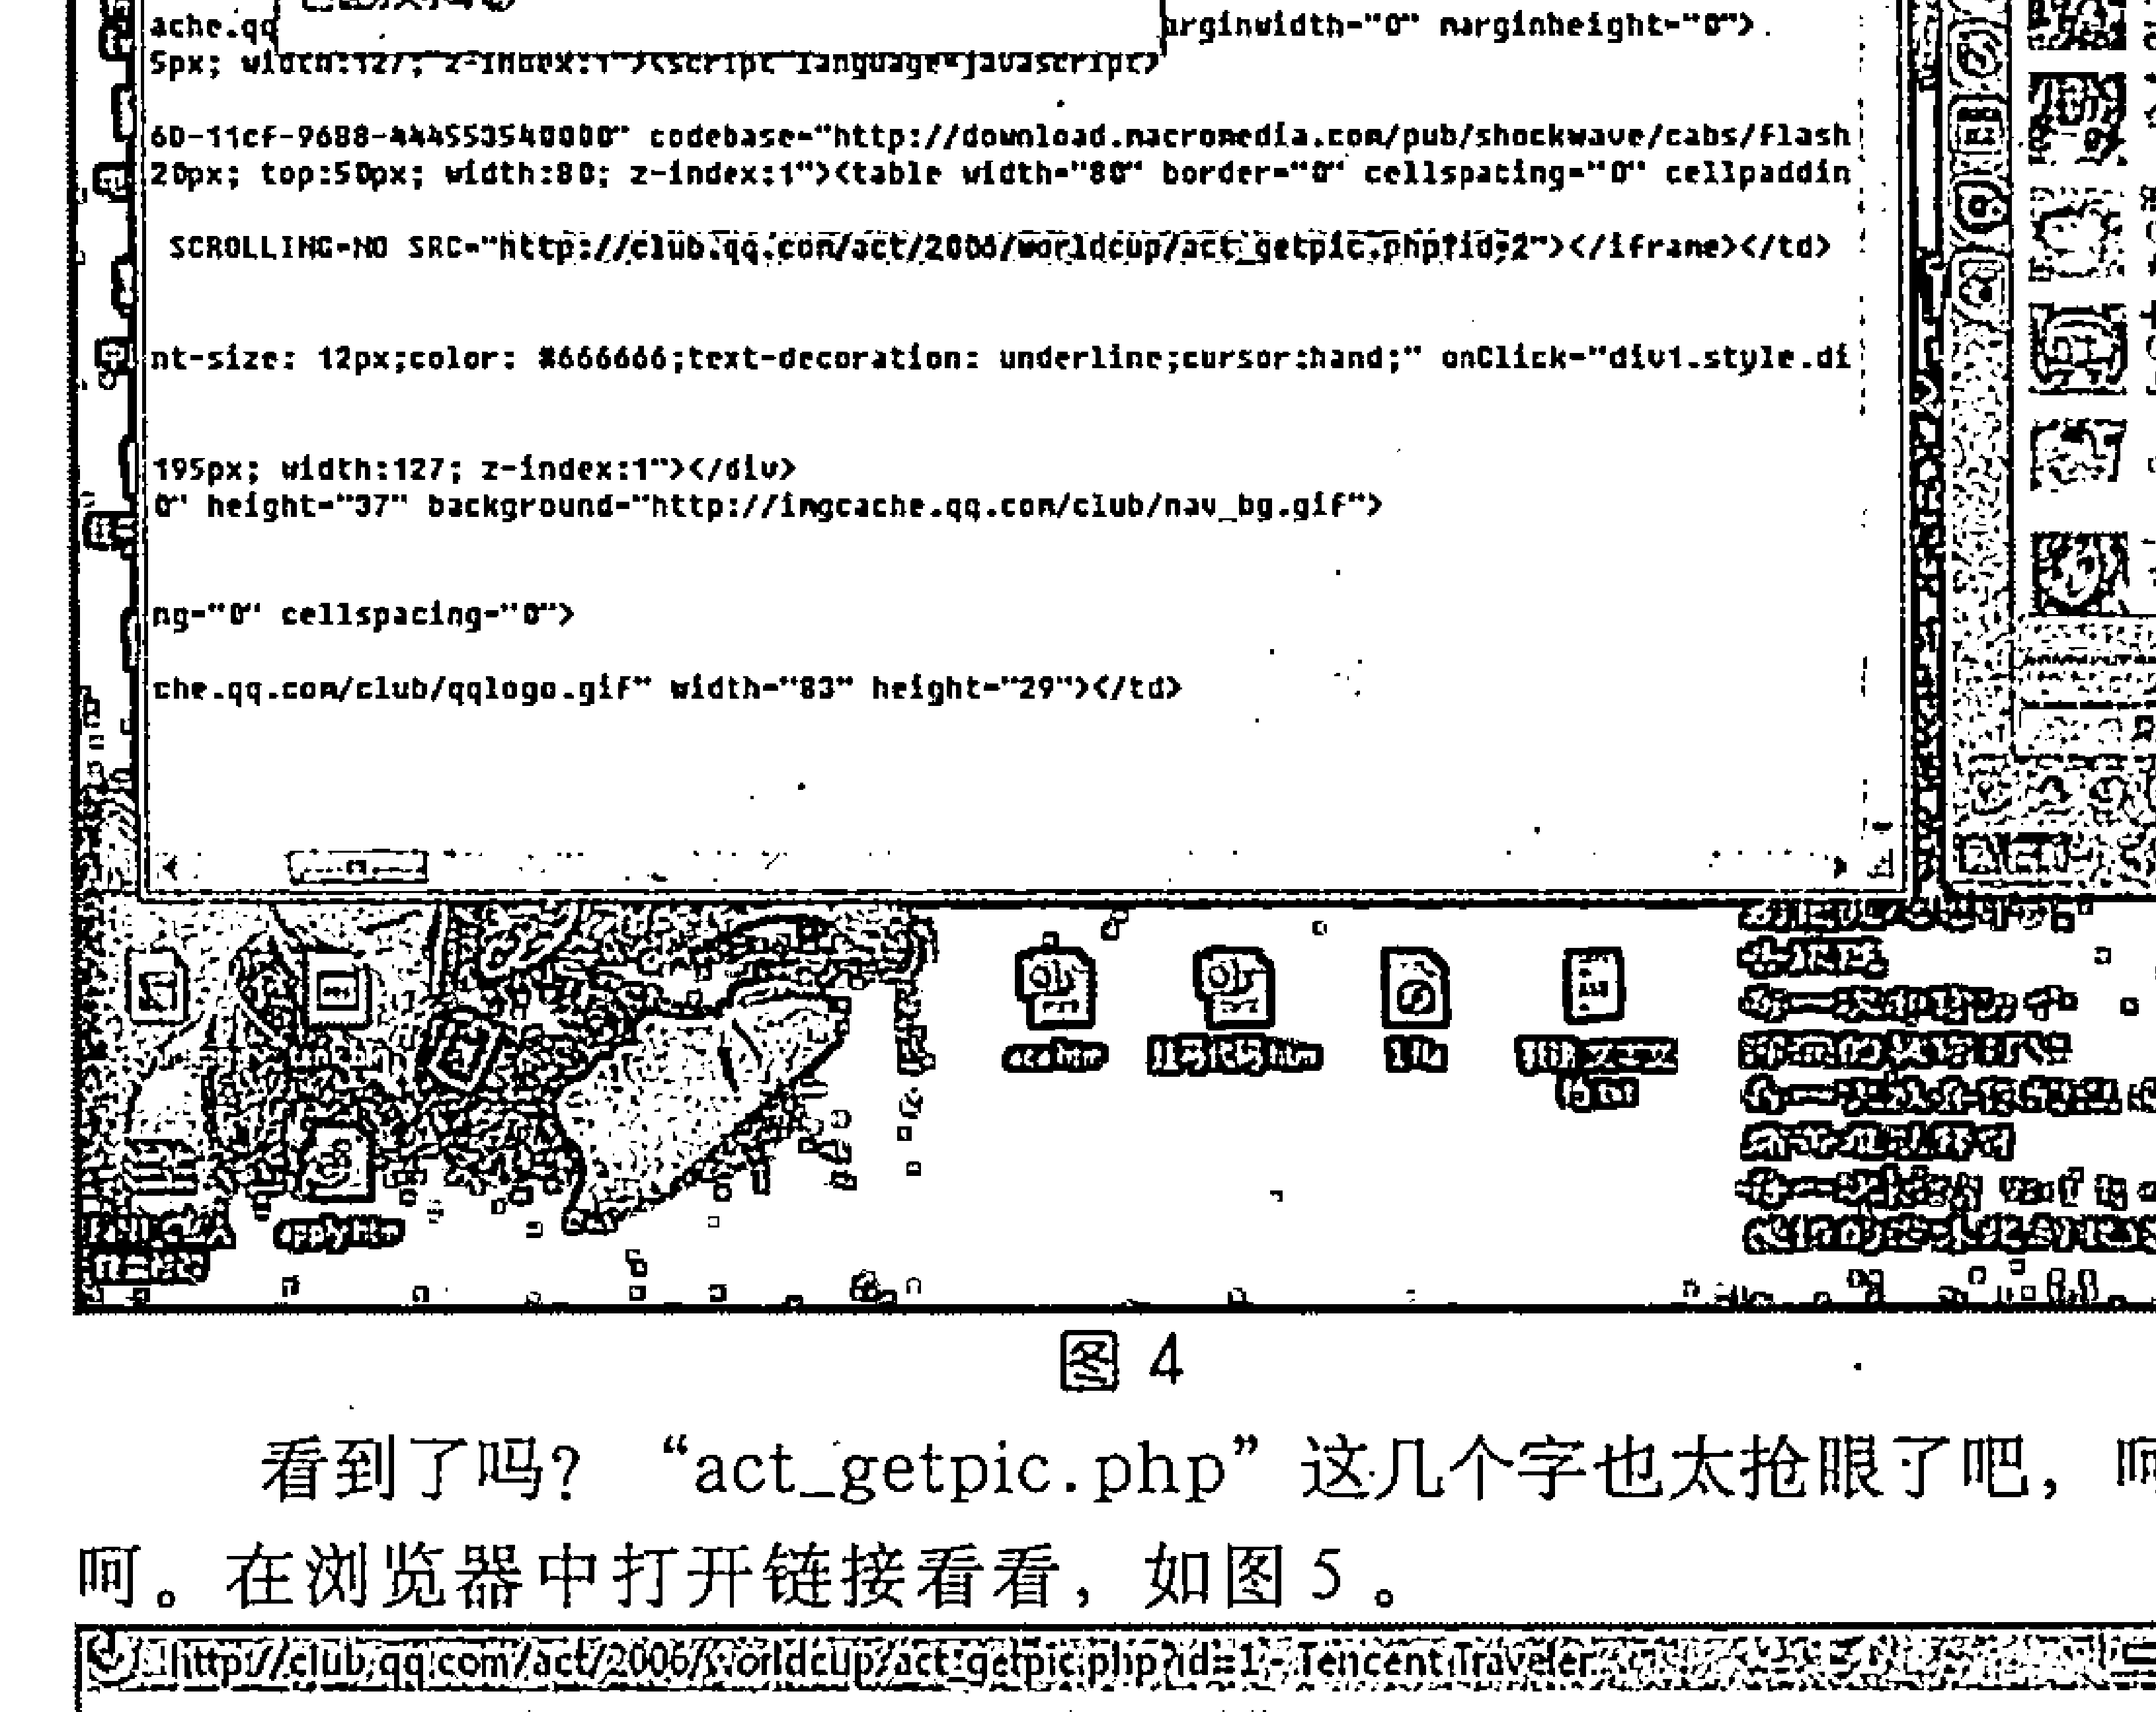 ache.qq
arginwidth="0" marginheight="0">
5px; width:127; z-index:1"><script language=javascript>
60-11cf-9688-444553540000" codebase="http://download.macromedia.com/pub/shockwave/cabs/flash
20px; top:50px; width:80; z-index:1"><table width="80" border="0" cellspacing="0" cellpaddin
SCROLLING=NO SRC="http://club.qq.com/act/2006/worldcup/act_getpic.php?id=2"></iframe></td>
nt-size: 12px;color: #666666;text-decoration: underline;cursor:hand;" onClick="div1.style.di
195px; width:127; z-index:1"></div>
0" height="37" background="http://imgcache.qq.com/club/nav_bg.gif">
ng="0" cellspacing="0">
che.qq.com/club/qqlogo.gif" width="83" height="29"></td>
图 4
看到了吗？“act_getpic.php”这几个字也太抢眼了吧，呵
呵。在浏览器中打开链接看看，如图 5 。
http://club.qq.com/act/2006/worldcup/act_getpic.php?id=1 - Tencent Traveler